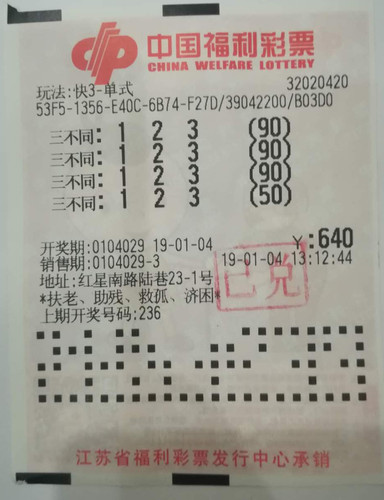 中国福利彩票
CHINA WELFARE LOTTERY
玩法:快3-单式 32020420
53F5-1356-E40C-6B74-F27D/39042200/B03D0
三不同: 1 2 3 (90)
三不同: 1 2 3 (90)
三不同: 1 2 3 (90)
三不同: 1 2 3 (50)
开奖期:0104029 19-01-04 ¥:640
销售期:0104029-3 19-01-04 13:12:44
地址:红星南路陆巷23-1号
*扶老、助残、救孤、济困*
上期开奖号码:236
已兑
江苏省福利彩票发行中心承销